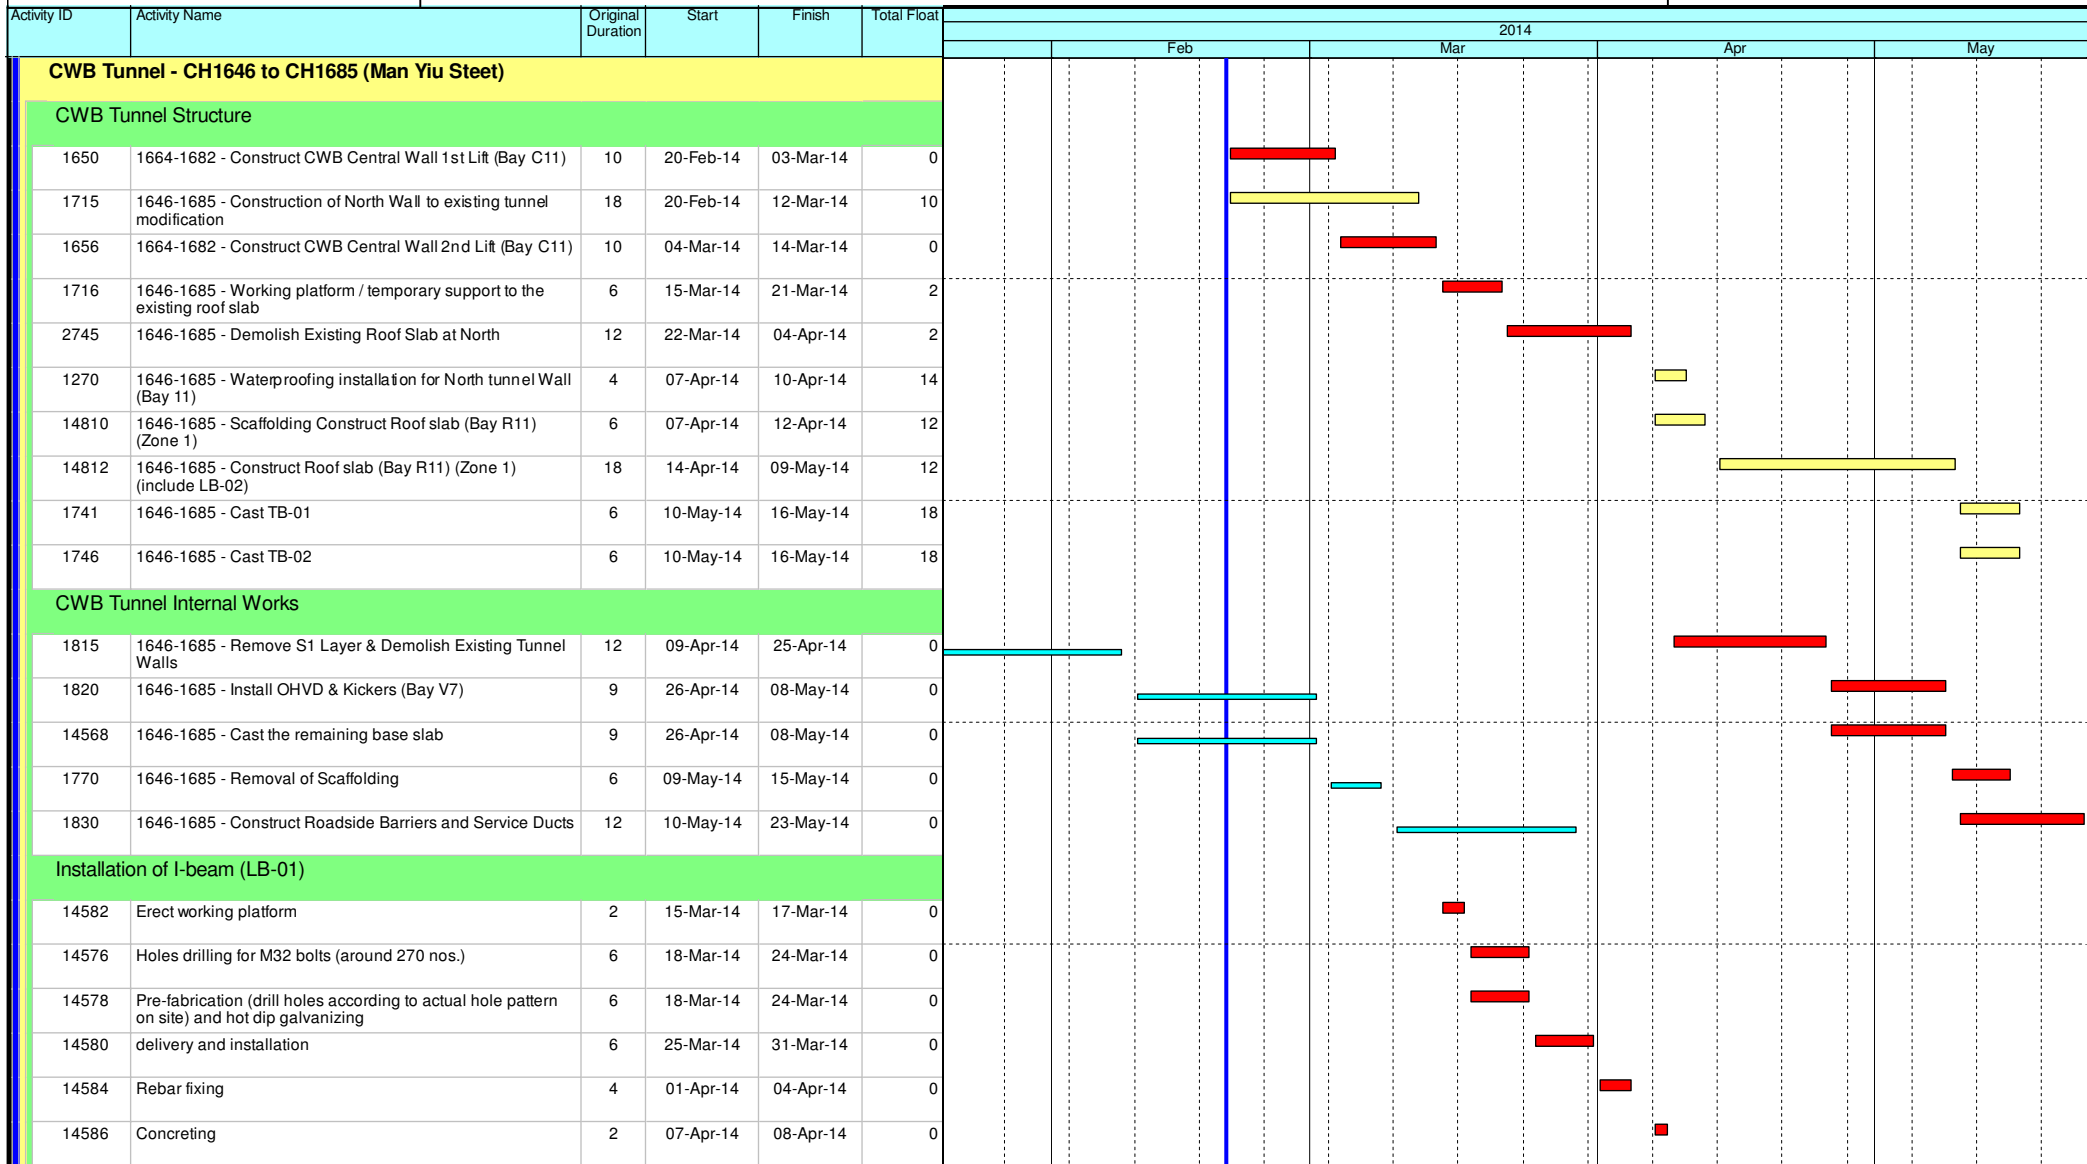 Activity ID Activity Name Original Start Finish Total Float
Duration
2014
Feb Mar Apr May
CWB Tunnel - CH1646 to CH1685 (Man Yiu Steet)
CWB Tunnel Structure
1650 1664-1682 - Construct CWB Central Wall 1st Lift (Bay C11) 10 20-Feb-14 03-Mar-14 0
1715 1646-1685 - Construction of North Wall to existing tunnel 18 20-Feb-14 12-Mar-14 10
modification
1656 1664-1682 - Construct CWB Central Wall 2nd Lift (Bay C11) 10 04-Mar-14 14-Mar-14 0
1716 1646-1685 - Working platform / temporary support to the 6 15-Mar-14 21-Mar-14 2
existing roof slab
2745 1646-1685 - Demolish Existing Roof Slab at North 12 22-Mar-14 04-Apr-14 2
1270 1646-1685 - Waterproofing installation for North tunnel Wall 4 07-Apr-14 10-Apr-14 14
(Bay 11)
14810 1646-1685 - Scaffolding Construct Roof slab (Bay R11) 6 07-Apr-14 12-Apr-14 12
(Zone 1)
14812 1646-1685 - Construct Roof slab (Bay R11) (Zone 1) 18 14-Apr-14 09-May-14 12
(include LB-02)
1741 1646-1685 - Cast TB-01 6 10-May-14 16-May-14 18
1746 1646-1685 - Cast TB-02 6 10-May-14 16-May-14 18
CWB Tunnel Internal Works
1815 1646-1685 - Remove S1 Layer & Demolish Existing Tunnel 12 09-Apr-14 25-Apr-14 0
Walls
1820 1646-1685 - Install OHVD & Kickers (Bay V7) 9 26-Apr-14 08-May-14 0
14568 1646-1685 - Cast the remaining base slab 9 26-Apr-14 08-May-14 0
1770 1646-1685 - Removal of Scaffolding 6 09-May-14 15-May-14 0
1830 1646-1685 - Construct Roadside Barriers and Service Ducts 12 10-May-14 23-May-14 0
Installation of I-beam (LB-01)
14582 Erect working platform 2 15-Mar-14 17-Mar-14 0
14576 Holes drilling for M32 bolts (around 270 nos.) 6 18-Mar-14 24-Mar-14 0
14578 Pre-fabrication (drill holes according to actual hole pattern 6 18-Mar-14 24-Mar-14 0
on site) and hot dip galvanizing
14580 delivery and installation 6 25-Mar-14 31-Mar-14 0
14584 Rebar fixing 4 01-Apr-14 04-Apr-14 0
14586 Concreting 2 07-Apr-14 08-Apr-14 0